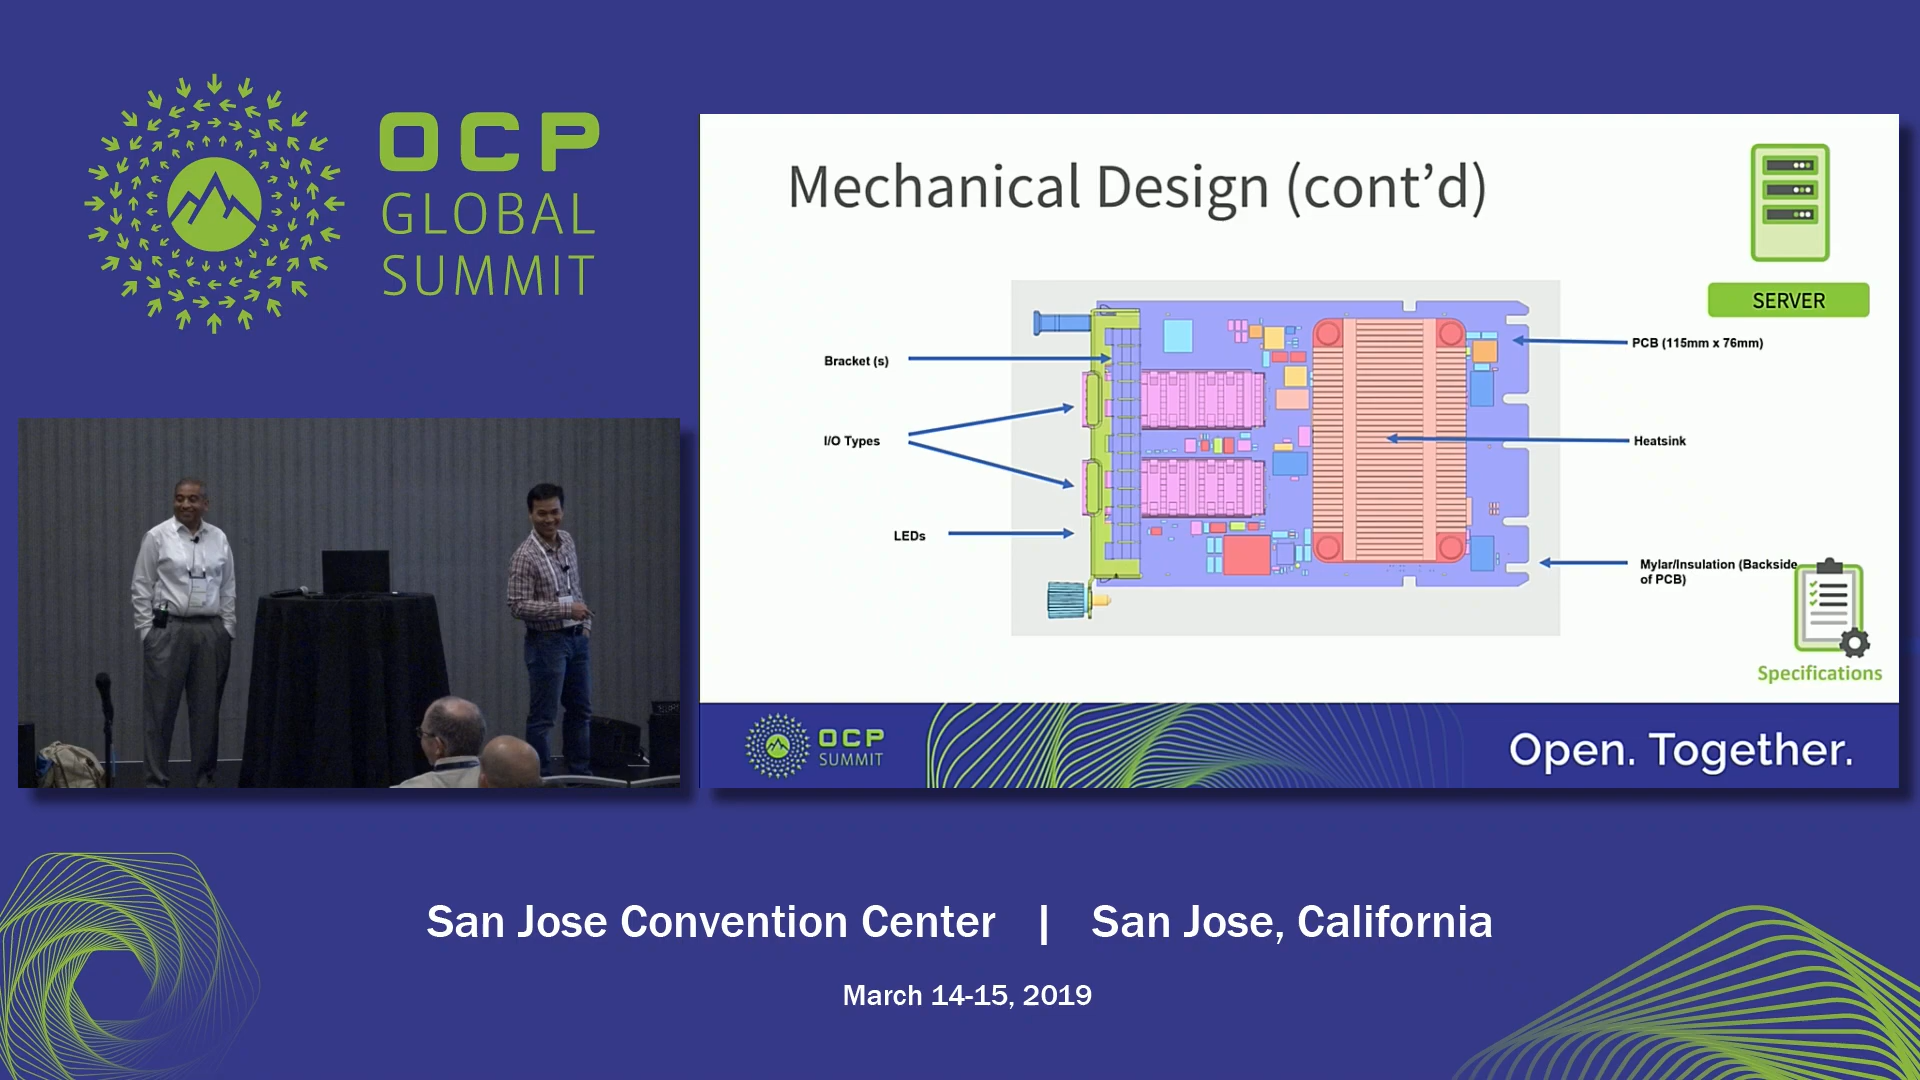 OCP
GLOBAL
SUMMIT
Mechanical Design (cont’d)
SERVER
Bracket (s)
I/O Types
LEDs
PCB (115mm x 76mm)
Heatsink
Mylar/Insulation (Backside
of PCB)
Specifications
OCP
SUMMIT
Open. Together.
San Jose Convention Center | San Jose, California
March 14-15, 2019